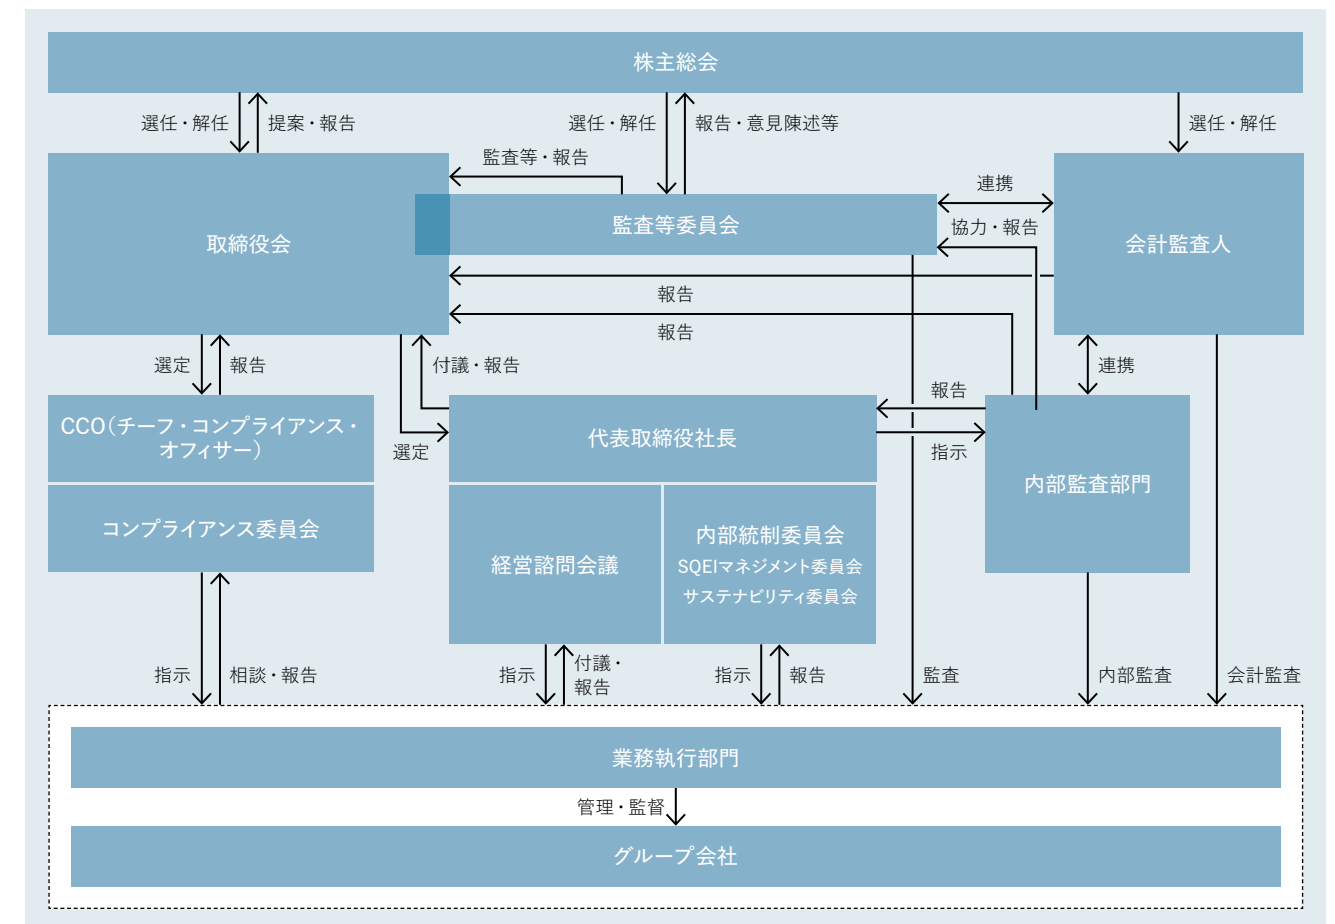 株主総会
選任・解任
提案・報告
選任・解任
報告・意見陳述等
選任・解任
監査等・報告
取締役会
監査等委員会
連携
協力・報告
会計監査人
報告
報告
選定
報告
付議・報告
選定
連携
報告
指示
CCO（チーフ・コンプライアンス・
オフィサー）
コンプライアンス委員会
代表取締役社長
経営諮問会議
内部統制委員会
SQEIマネジメント委員会
サステナビリティ委員会
内部監査部門
指示
相談・報告
指示
付議・
報告
指示
報告
監査
内部監査
会計監査
業務執行部門
管理・監督
グループ会社